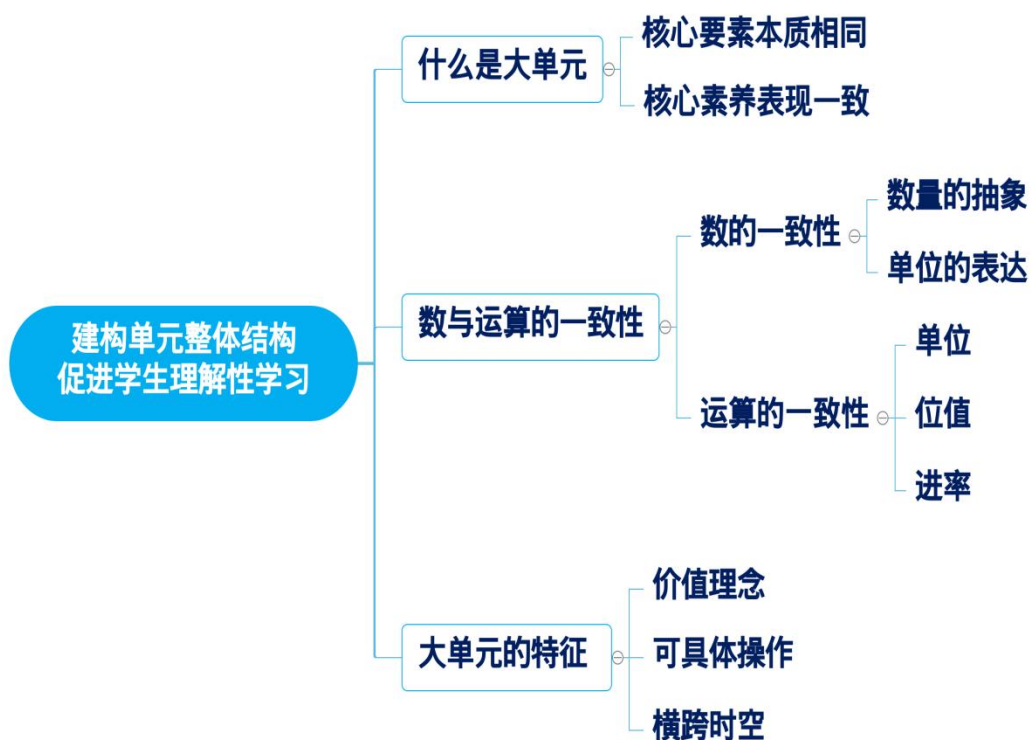 建构单元整体结构
促进学生理解性学习
什么是大单元
核心要素本质相同
核心素养表现一致
数与运算的一致性
数的一致性
数量的抽象
单位的表达
运算的一致性
单位
位值
进率
大单元的特征
价值理念
可具体操作
横跨时空